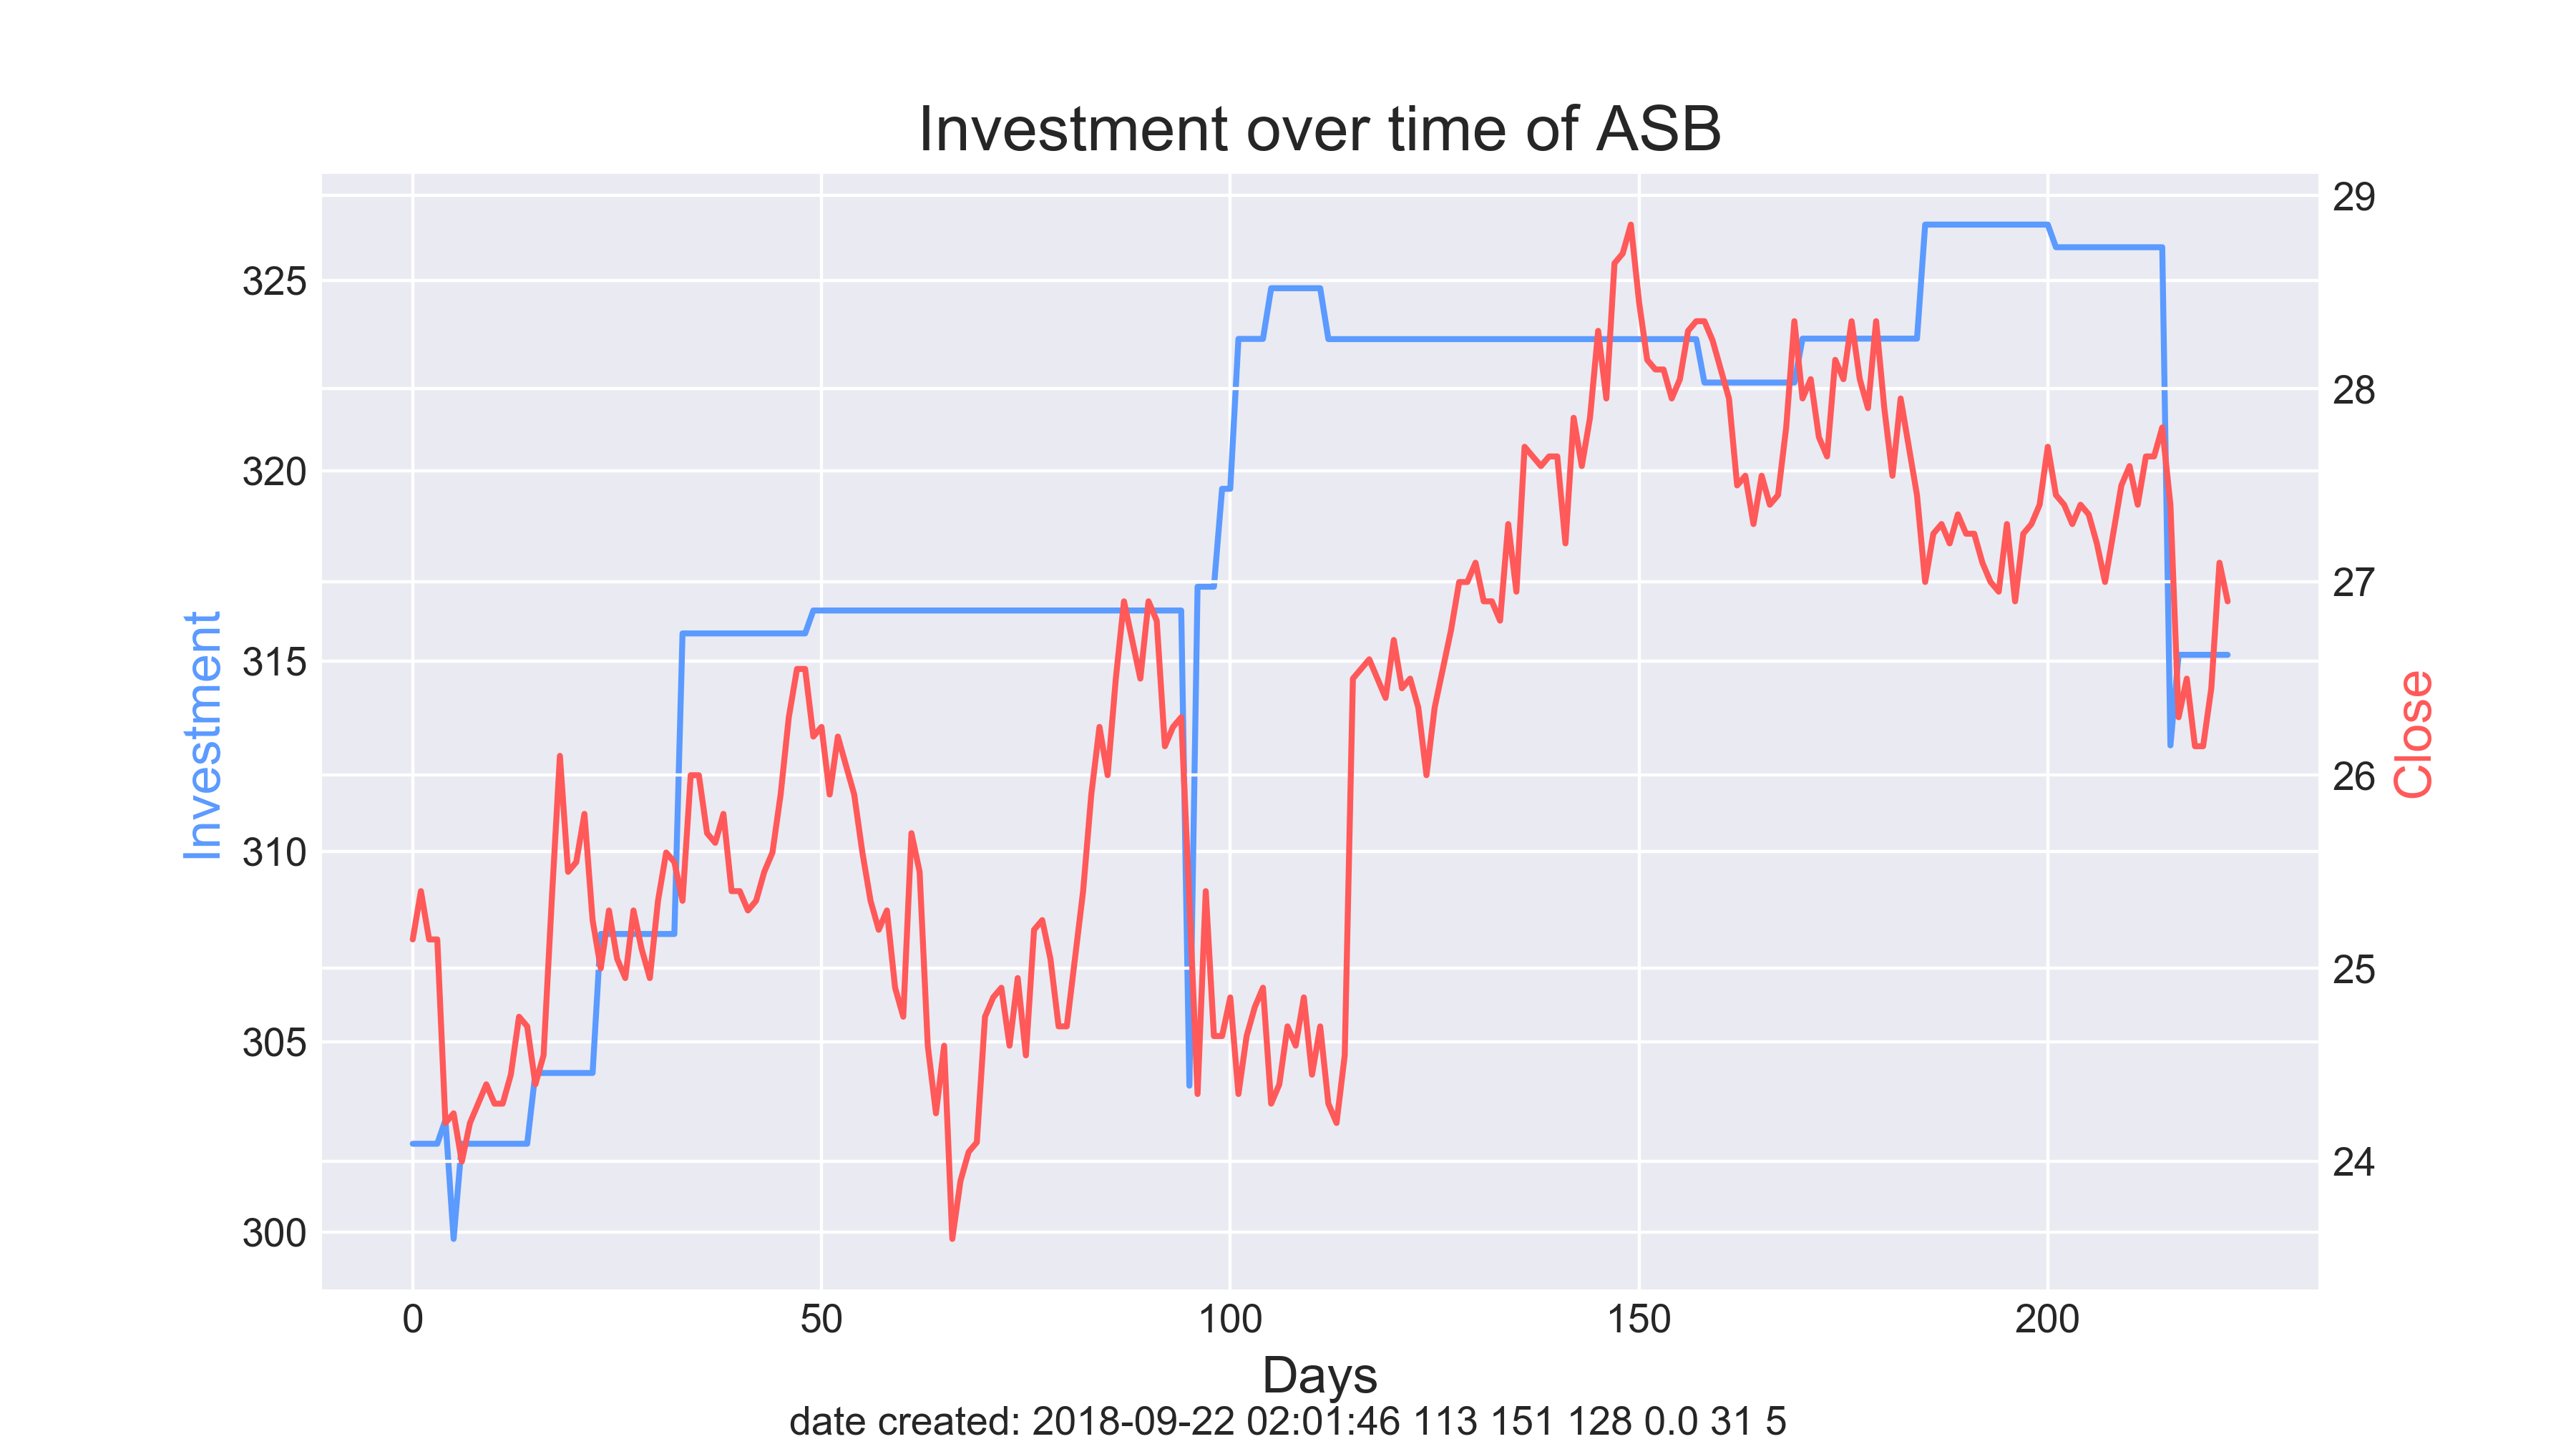 Investment over time of ASB
325
320
315
310
305
300
Investment
29
28
27
26
25
24
Close
0 50 100 150 200
Days
date created: 2018-09-22 02:01:46 113 151 128 0.0 31 5